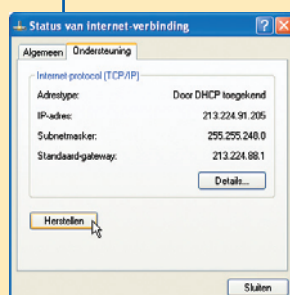 Status van internet-verbinding
Algemeen Ondersteuning
Internet protocol (TCP/IP)
Adrestype: Door DHCP toegekend
IP-adres: 213.224.91.205
Subnetmasker: 255.255.248.0
Standaard-gateway: 213.224.88.1
Details...
Herstellen
Sluiten